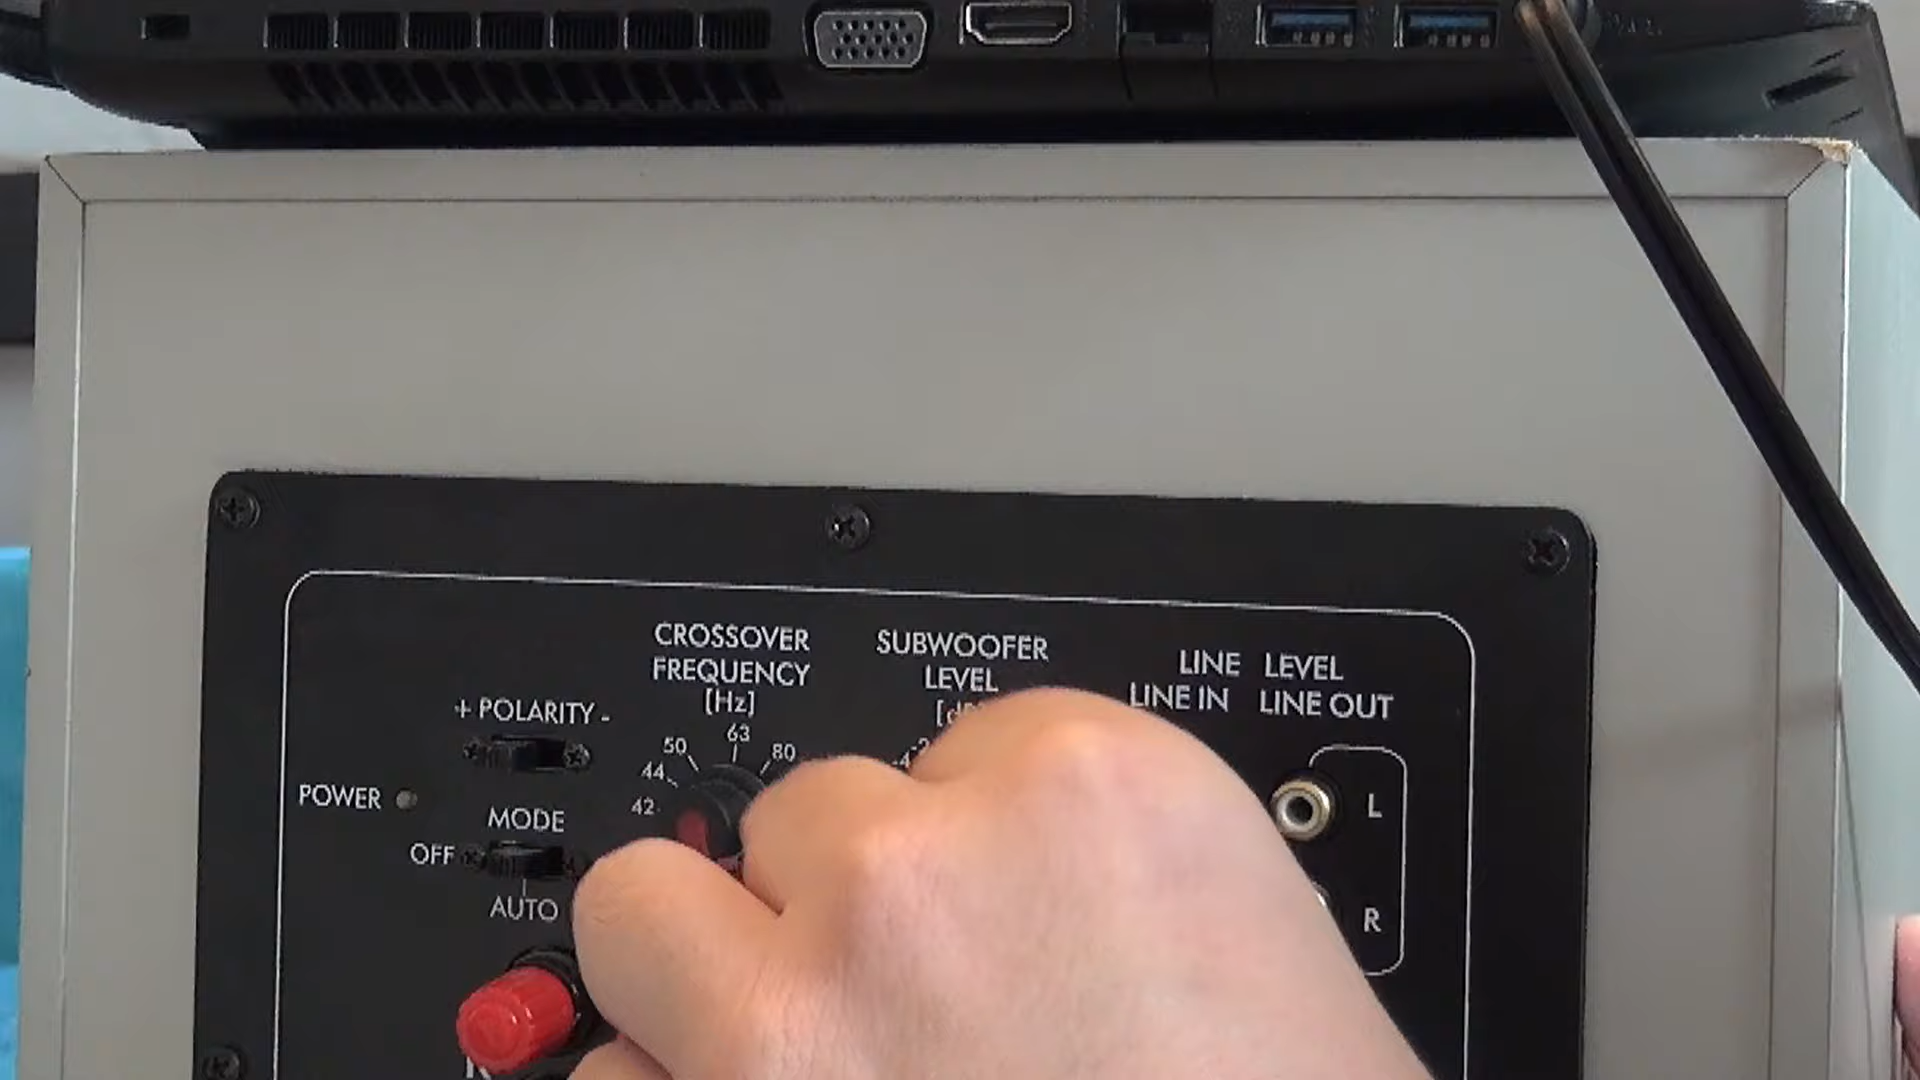 CROSSOVER
FREQUENCY
[Hz]
SUBWOOFER
LEVEL
LINE LEVEL
LINE IN LINE OUT
+ POLARITY -
63
50
80
44
42
POWER
MODE
OFF
AUTO
L
R